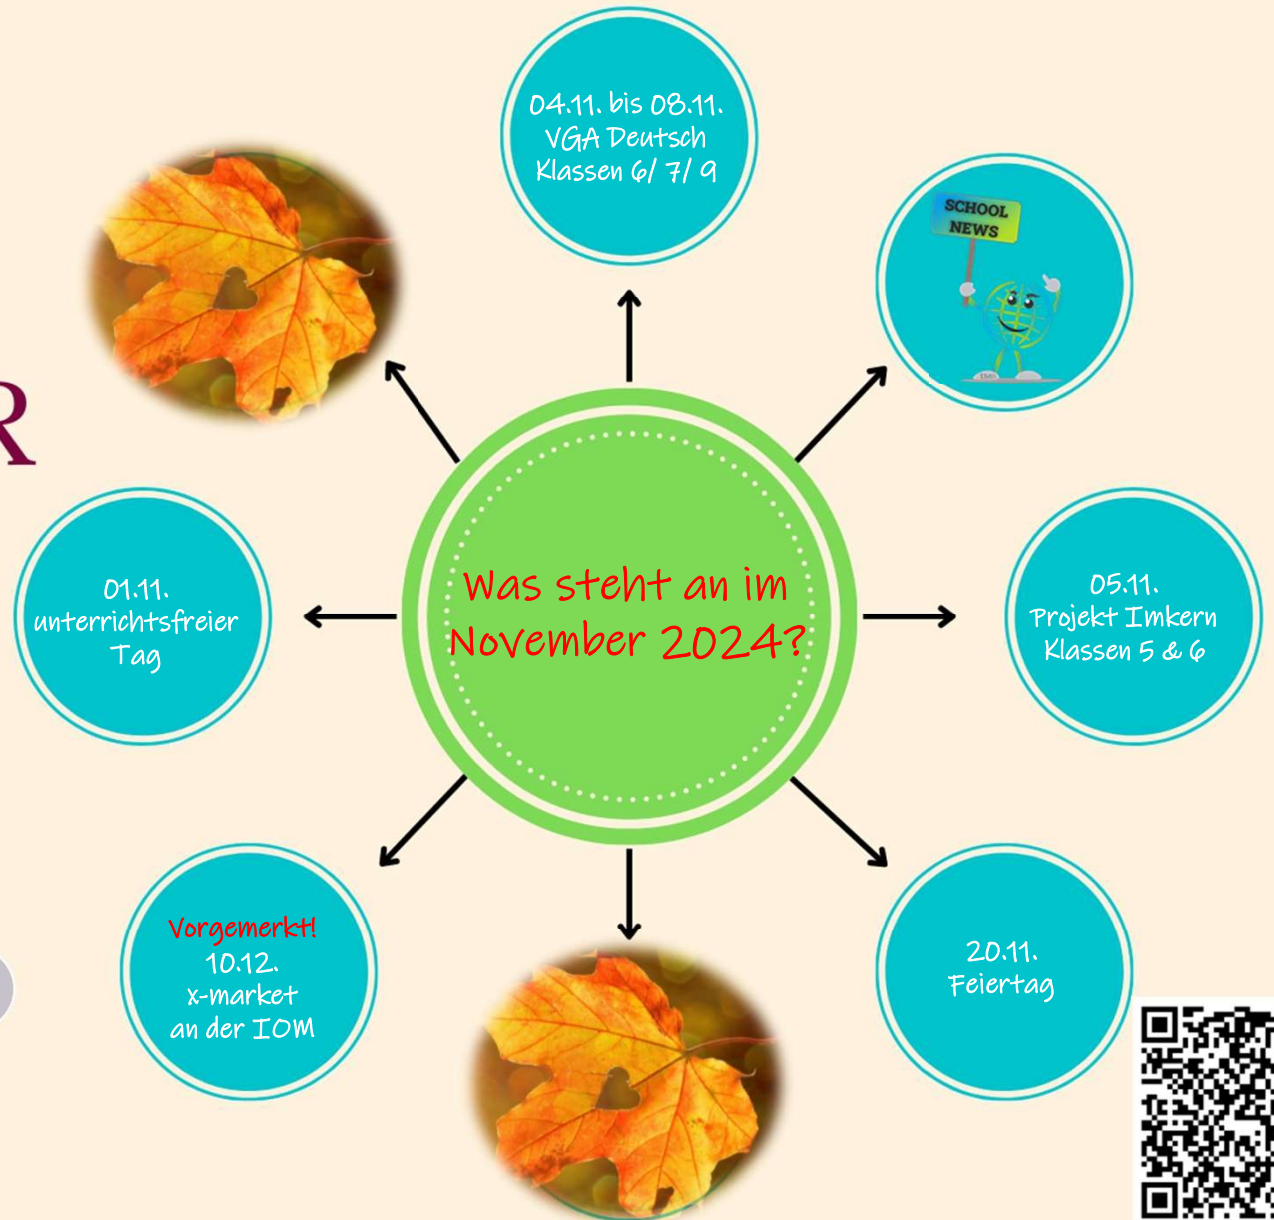 04.11. bis 08.11.
VGA Deutsch
Klassen 6/ 7/ 9
SCHOOL
NEWS
R
01.11.
unterrichtsfreier
Tag
Was steht an im
November 2024?
05.11.
Projekt Imkern
Klassen 5 & 6
Vorgemerkt!
10.12.
x-market
an der IOM
20.11.
Feiertag